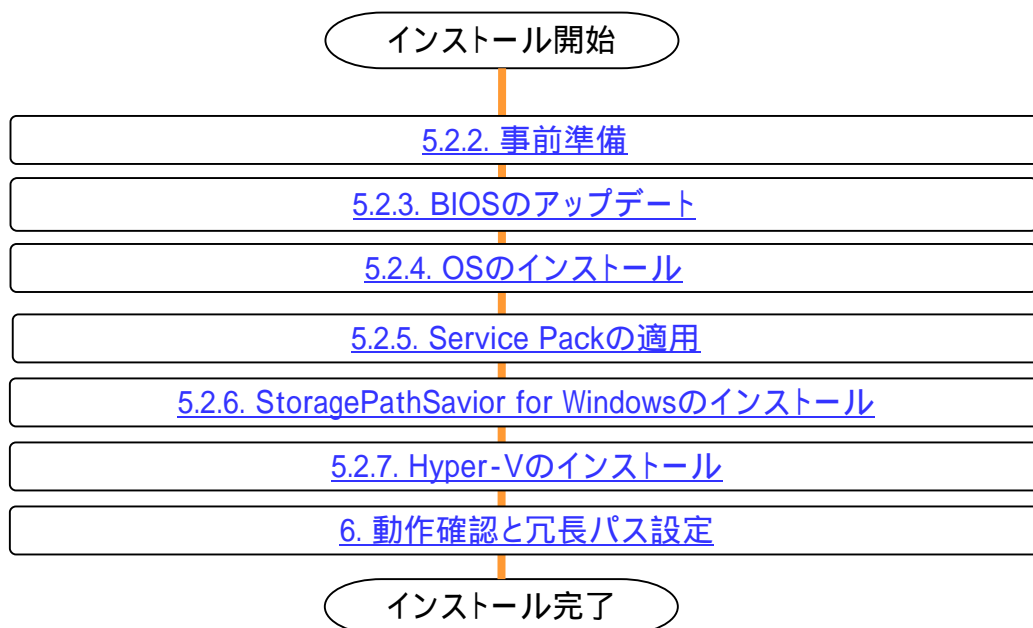 インストール開始
5.2.2. 事前準備
5.2.3. BIOSのアップデート
5.2.4. OSのインストール
5.2.5. Service Packの適用
5.2.6. StoragePathSavior for Windowsのインストール
5.2.7. Hyper-Vのインストール
6. 動作確認と冗長パス設定
インストール完了